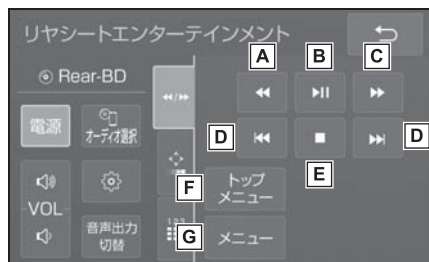 リヤシートエンターテインメント
A
B
C
Rear-BD
電源
オーディオ選択
D
D
E
VOL
音声出力
切替
123
F
トップ
メニュー
G
メニュー